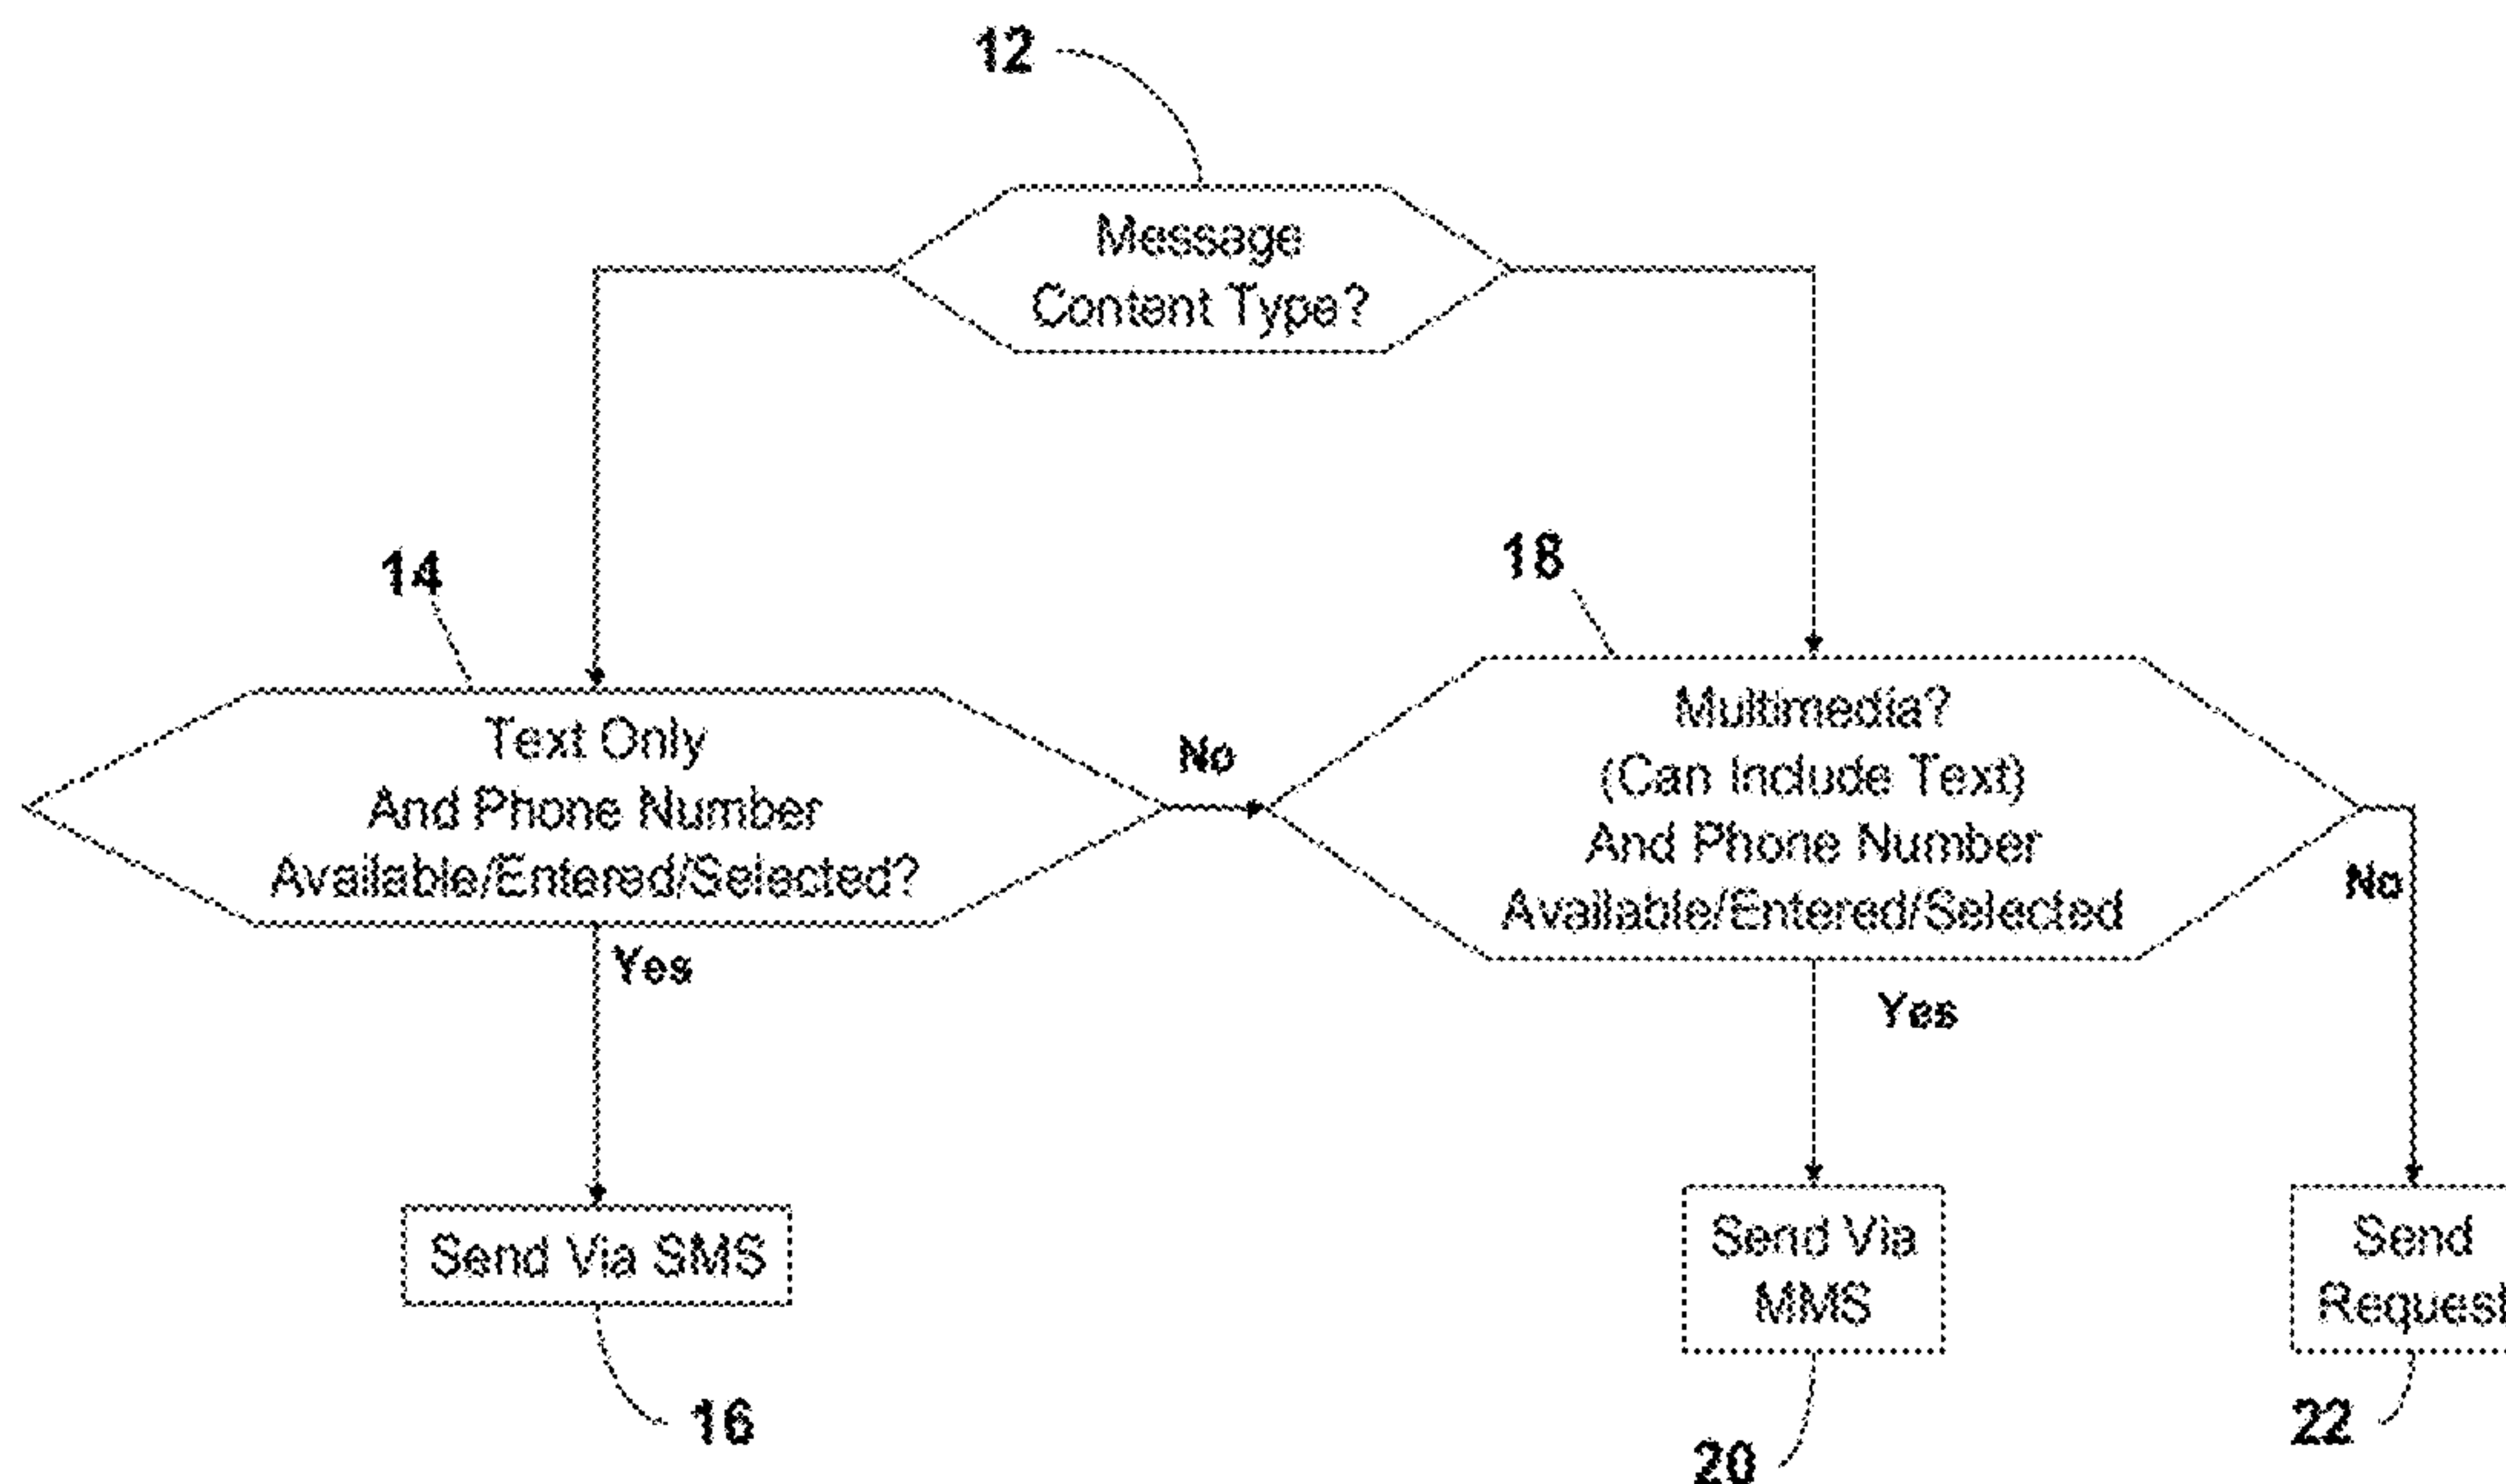 12
Message
Content Type?
14
18
Text Only
And Phone Number
Available/Entered/Selected?
No
Multimedia?
(Can Include Text)
And Phone Number
Available/Entered/Selected
No
Yes
Yes
Send Via SMS
Send Via
MMS
Send
Request
16
20
22